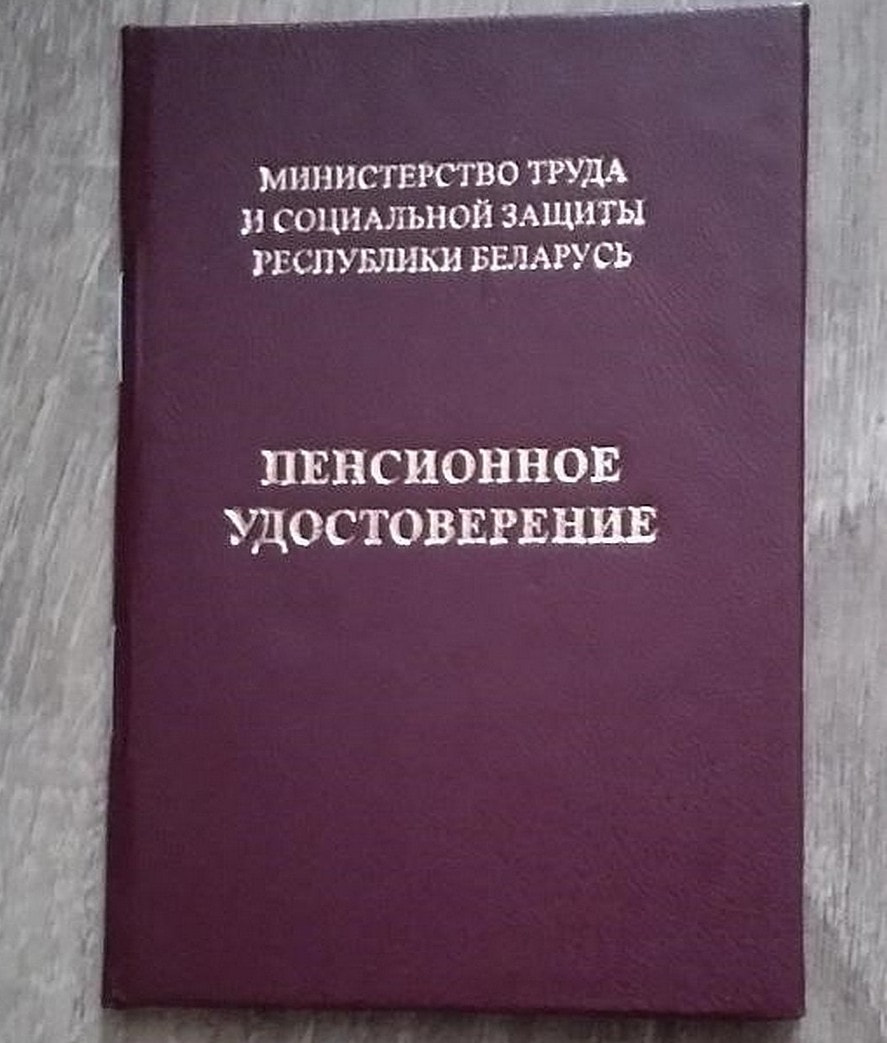 МИНИСТЕРСТВО ТРУДА
И СОЦИАЛЬНОЙ ЗАЩИТЫ
РЕСПУБЛИКИ БЕЛАРУСЬ
ПЕНСИОННОЕ
УДОСТОВЕРЕНИЕ